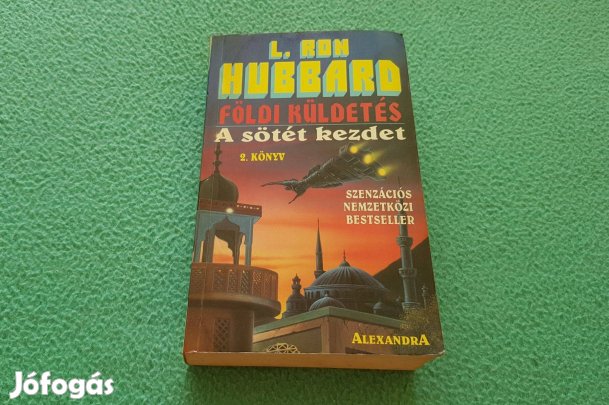 L. RON
HUBBARD
FÖLDI KÜLDETÉS
A sötét kezdet
2. KÖNYV
SZENZÁCIÓS
NEMZETKÖZI
BESTSELLER
ALEXANDRA
Jófogás